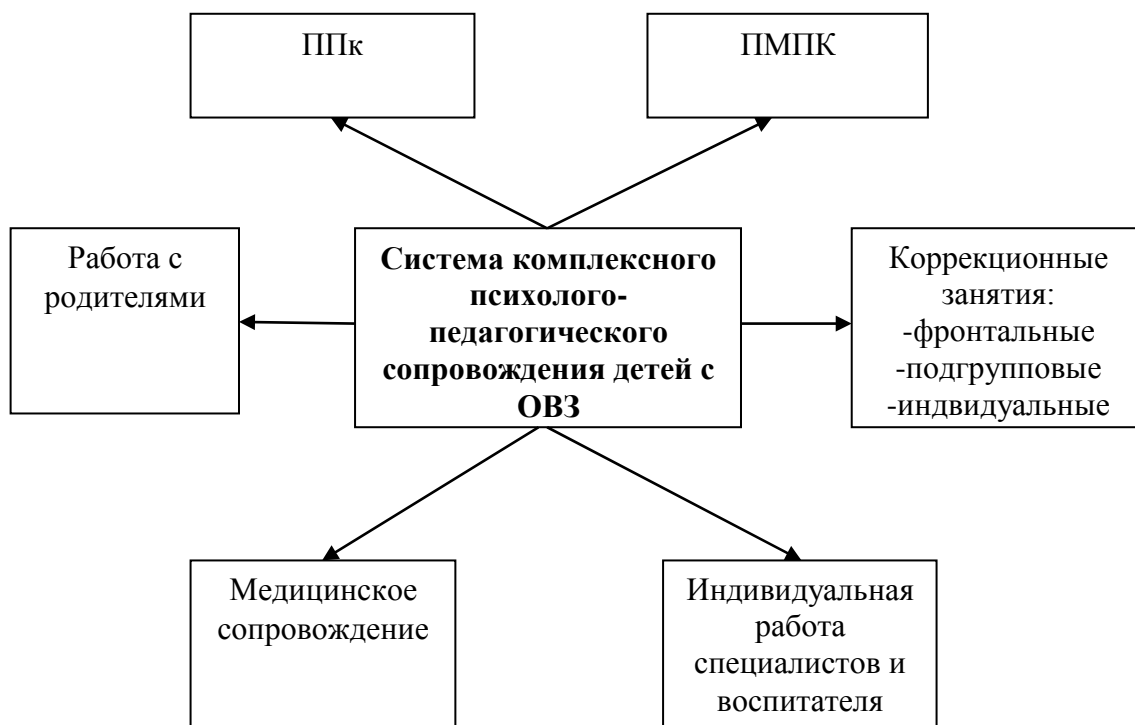 ППк
ПМПК
Работа с
родителями
Система комплексного
психолого-
педагогического
сопровождения детей с
ОВЗ
Коррекционные
занятия:
-фронтальные
-подгрупповые
-индвидуальные
Медицинское
сопровождение
Индивидуальная
работа
специалистов и
воспитателя